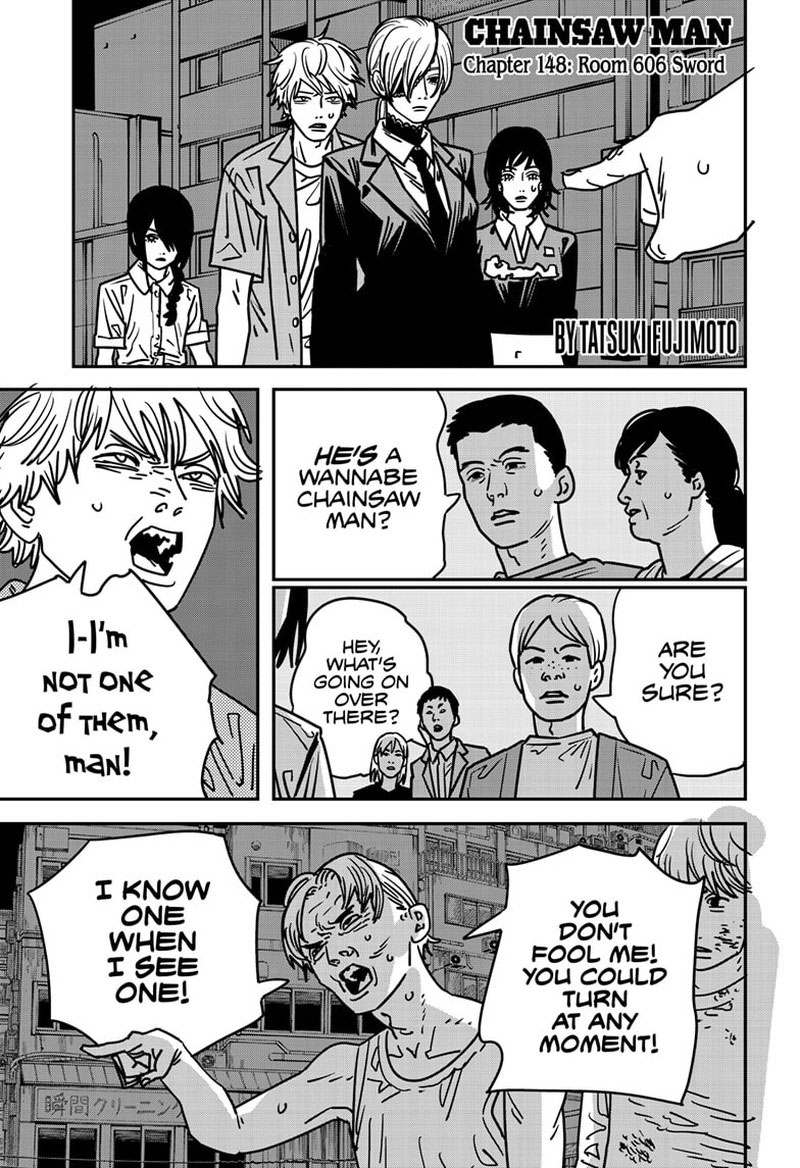 CHAINSAW MAN
Chapter 148: Room 606 Sword
BY TATSUKI FUJIMOTO
HE'S A
WANNABE
CHAINSAW
MAN?
ARE
YOU
SURE?
HEY,
WHAT'S
GOING ON
OVER
THERE?
I-I'm
NOT ONE
OF THEM,
MAN!
YOU
DON'T
FOOL ME!
YOU COULD
TURN
AT ANY
MOMENT!
I KNOW
ONE
WHEN
I SEE
ONE!
瞬間クリーニング